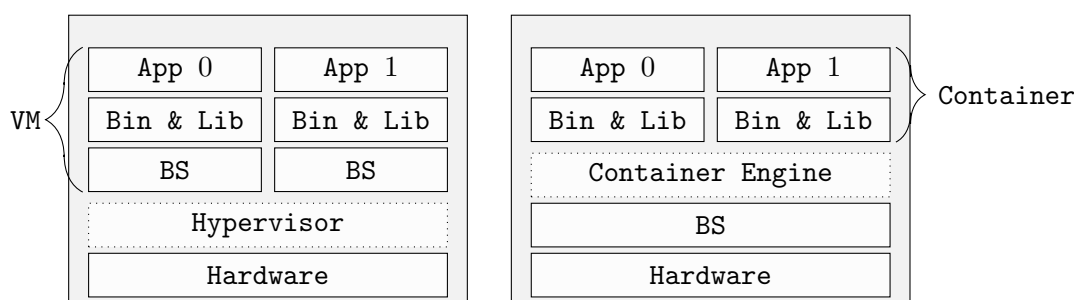 App 0 App 1
VM
Bin & Lib Bin & Lib
BS BS
Hypervisor
Hardware
App 0 App 1
Container
Bin & Lib Bin & Lib
Container Engine
BS
Hardware